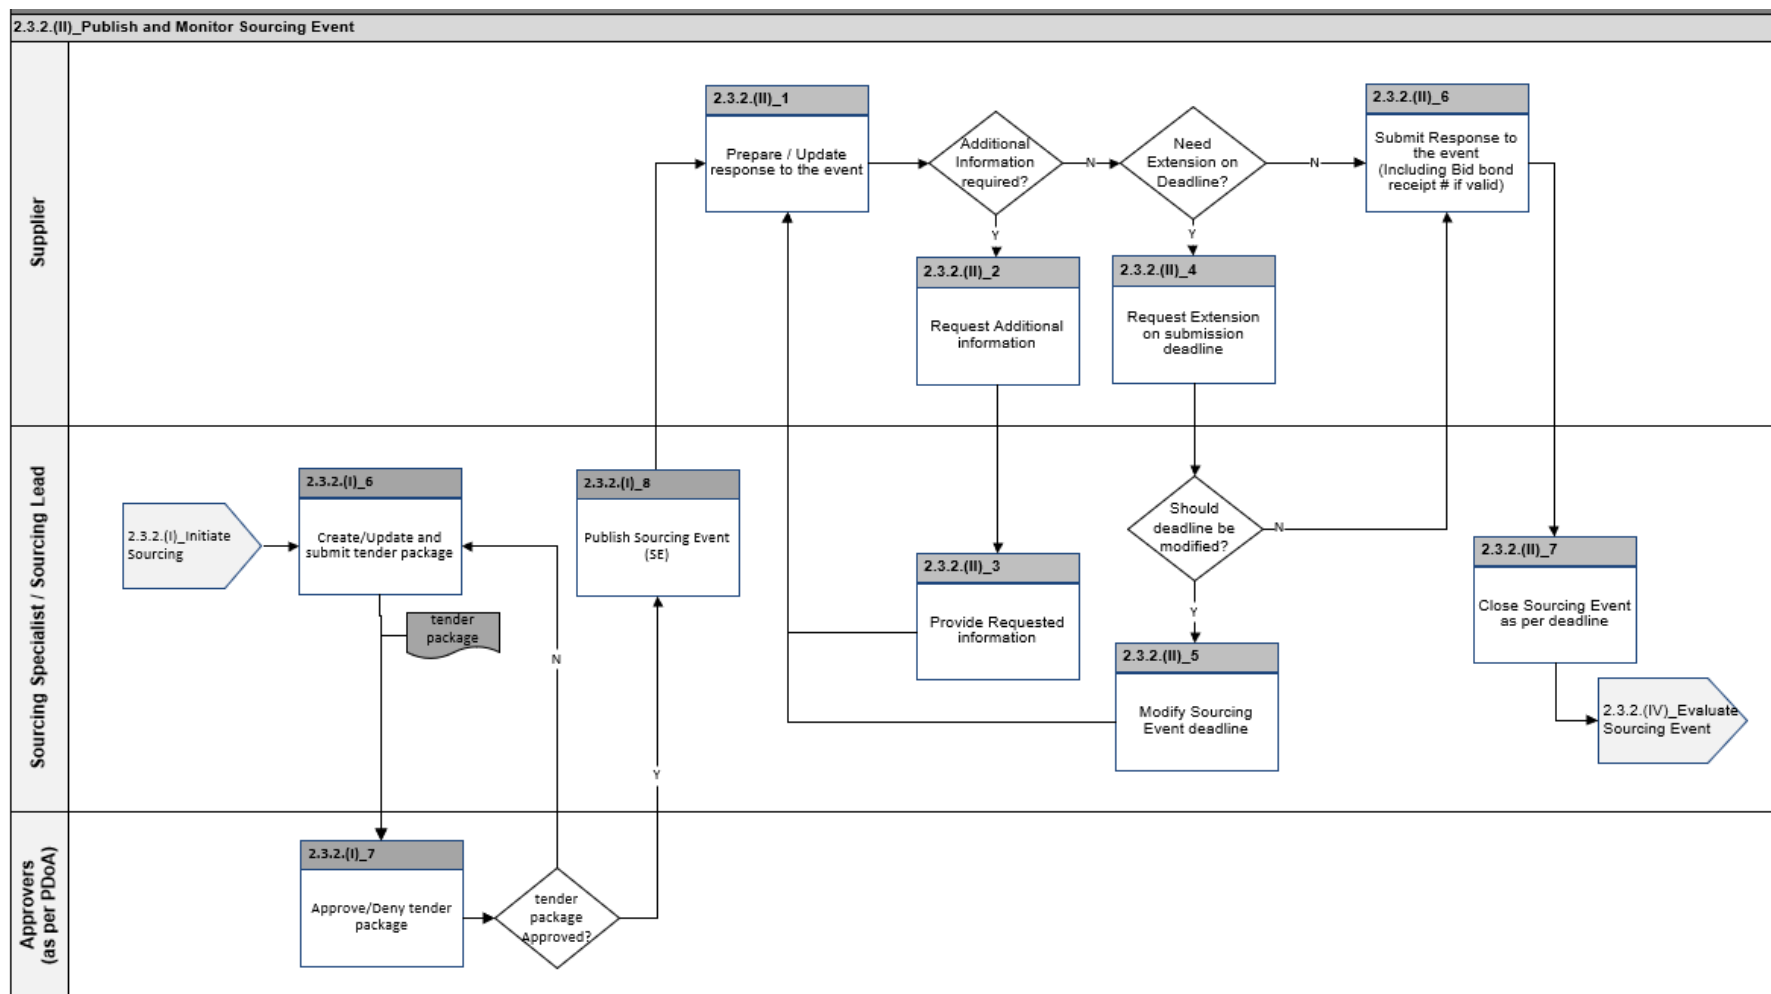 2.3.2.(II)_Publish and Monitor Sourcing Event
Supplier
2.3.2.(II)_1
Prepare / Update
response to the event
Additional
Information
required?
N
Y
Need
Extension on
Deadline?
N
Y
2.3.2.(II)_6
Submit Response to
the event
(Including Bid bond
receipt # if valid)
2.3.2.(II)_2
Request Additional
information
2.3.2.(II)_4
Request Extension
on submission
deadline
Sourcing Specialist / Sourcing Lead
2.3.2.(I)_Initiate
Sourcing
2.3.2.(I)_6
Create/Update and
submit tender package
tender
package
2.3.2.(I)_8
Publish Sourcing Event
(SE)
N
Y
2.3.2.(II)_3
Provide Requested
information
Should
deadline be
modified?
N
Y
2.3.2.(II)_5
Modify Sourcing
Event deadline
2.3.2.(II)_7
Close Sourcing Event
as per deadline
2.3.2.(IV)_Evaluate
Sourcing Event
Approvers
(as per PDoA)
2.3.2.(I)_7
Approve/Deny tender
package
tender
package
Approved?